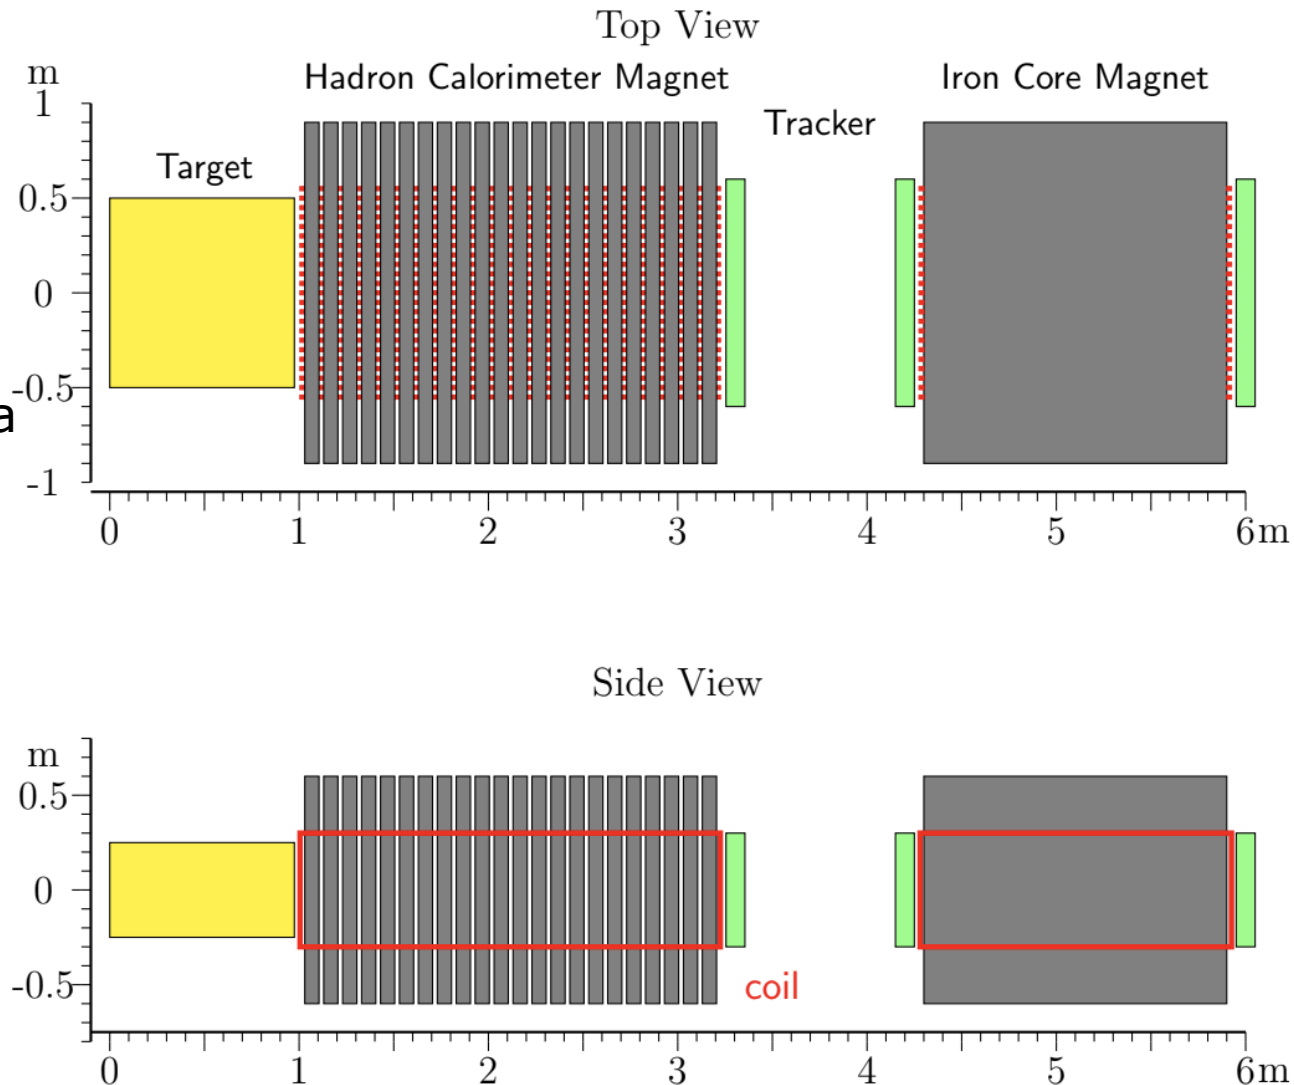 Top View
m
Hadron Calorimeter Magnet
Iron Core Magnet
1
Tracker
Target
0.5
0
-0.5
a
-1
0 1 2 3 4 5 6m
Side View
m
0.5
0
-0.5
coil
0 1 2 3 4 5 6m